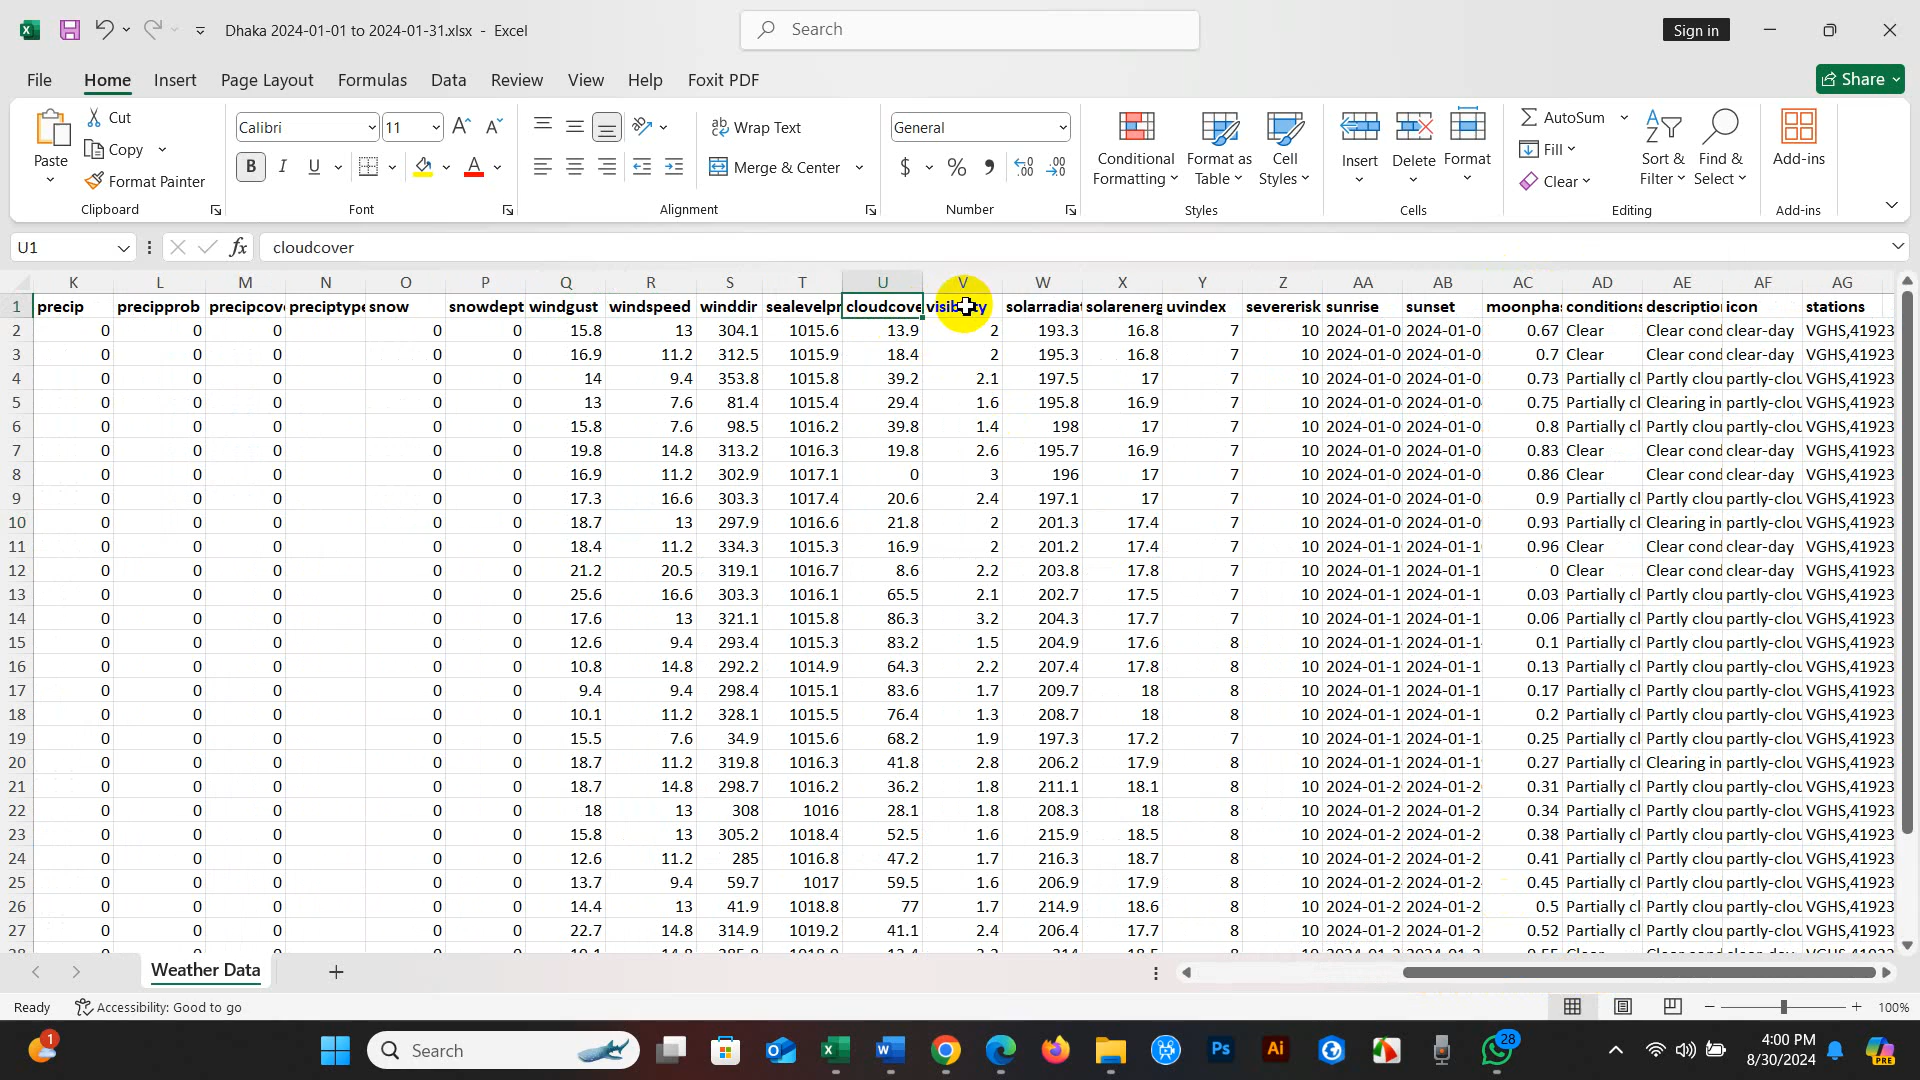 Dhaka 2024-01-01 to 2024-01-31.xlsx - Excel
Search
Sign in
File Home Insert Page Layout Formulas Data Review View Help Foxit PDF
Share
Paste
Cut
Copy
Format Painter
Clipboard
Calibri 11
B I U
Font
Wrap Text
Merge & Center
Alignment
General
$ % ,
Number
Conditional Formatting
Format as Table
Cell Styles
Styles
Insert Delete Format
Cells
AutoSum
Fill
Clear
Sort & Filter
Find & Select
Editing
Add-ins
Add-ins
U1 fx cloudcover
K L M N O P Q R S T U V W X Y Z AA AB AC AD AE AF AG
1 precip precipprob precipcov preciptype snow snowdept windgust windspeed winddir sealevelpr cloudcove visibility solarradiat solarenerg uvindex severerisk sunrise sunset moonphas conditions description icon stations
2 0 0 0 0 0 15.8 13 304.1 1015.6 13.9 2 193.3 16.8 7 10 2024-01-0 2024-01-0 0.67 Clear Clear cond clear-day VGHS,41923
3 0 0 0 0 0 16.9 11.2 312.5 1015.9 18.4 2 195.3 16.8 7 10 2024-01-0 2024-01-0 0.7 Clear Clear cond clear-day VGHS,41923
4 0 0 0 0 0 14 9.4 353.8 1015.8 39.2 2.1 197.5 17 7 10 2024-01-0 2024-01-0 0.73 Partially cl Partly clou partly-clou VGHS,41923
5 0 0 0 0 0 13 7.6 81.4 1015.4 29.4 1.6 195.8 16.9 7 10 2024-01-0 2024-01-0 0.75 Partially cl Clearing in partly-clou VGHS,41923
6 0 0 0 0 0 15.8 7.6 98.5 1016.2 39.8 1.4 198 17 7 10 2024-01-0 2024-01-0 0.8 Partially cl Partly clou partly-clou VGHS,41923
7 0 0 0 0 0 19.8 14.8 313.2 1016.3 19.8 2.6 195.7 16.9 7 10 2024-01-0 2024-01-0 0.83 Clear Clear cond clear-day VGHS,41923
8 0 0 0 0 0 16.9 11.2 302.9 1017.1 0 3 196 17 7 10 2024-01-0 2024-01-0 0.86 Clear Clear cond clear-day VGHS,41923
9 0 0 0 0 0 17.3 16.6 303.3 1017.4 20.6 2.4 197.1 17 7 10 2024-01-0 2024-01-0 0.9 Partially cl Partly clou partly-clou VGHS,41923
10 0 0 0 0 0 18.7 13 297.9 1016.6 21.8 2 201.3 17.4 7 10 2024-01-0 2024-01-0 0.93 Partially cl Clearing in partly-clou VGHS,41923
11 0 0 0 0 0 18.4 11.2 334.3 1015.3 16.9 2 201.2 17.4 7 10 2024-01-1 2024-01-1 0.96 Clear Clear cond clear-day VGHS,41923
12 0 0 0 0 0 21.2 20.5 319.1 1016.7 8.6 2.2 203.8 17.8 7 10 2024-01-1 2024-01-1 0 Clear Clear cond clear-day VGHS,41923
13 0 0 0 0 0 25.6 16.6 303.3 1016.1 65.5 2.1 202.7 17.5 7 10 2024-01-1 2024-01-1 0.03 Partially cl Partly clou partly-clou VGHS,41923
14 0 0 0 0 0 17.6 13 321.1 1015.8 86.3 3.2 204.3 17.7 7 10 2024-01-1 2024-01-1 0.06 Partially cl Partly clou partly-clou VGHS,41923
15 0 0 0 0 0 12.6 9.4 293.4 1015.3 83.2 1.5 204.9 17.6 8 10 2024-01-1 2024-01-1 0.1 Partially cl Partly clou partly-clou VGHS,41923
16 0 0 0 0 0 10.8 14.8 292.2 1014.9 64.3 2.2 207.4 17.8 8 10 2024-01-1 2024-01-1 0.13 Partially cl Partly clou partly-clou VGHS,41923
17 0 0 0 0 0 9.4 9.4 298.4 1015.1 83.6 1.7 209.7 18 8 10 2024-01-1 2024-01-1 0.17 Partially cl Partly clou partly-clou VGHS,41923
18 0 0 0 0 0 10.1 11.2 328.1 1015.5 76.4 1.3 208.7 18 8 10 2024-01-1 2024-01-1 0.2 Partially cl Partly clou partly-clou VGHS,41923
19 0 0 0 0 0 15.5 7.6 34.9 1015.6 68.2 1.9 197.3 17.2 8 10 2024-01-1 2024-01-1 0.25 Partially cl Partly clou partly-clou VGHS,41923
20 0 0 0 0 0 18.7 11.2 319.8 1016.3 41.8 2.8 206.2 17.9 8 10 2024-01-1 2024-01-1 0.27 Partially cl Clearing in partly-clou VGHS,41923
21 0 0 0 0 0 18.7 14.8 298.7 1016.2 36.2 1.8 211.1 18.1 8 10 2024-01-2 2024-01-2 0.31 Partially cl Partly clou partly-clou VGHS,41923
22 0 0 0 0 0 18 13 308 1016 28.1 1.8 208.3 18 8 10 2024-01-2 2024-01-2 0.34 Partially cl Partly clou partly-clou VGHS,41923
23 0 0 0 0 0 15.8 13 305.2 1018.4 52.5 1.6 215.9 18.5 8 10 2024-01-2 2024-01-2 0.38 Partially cl Partly clou partly-clou VGHS,41923
24 0 0 0 0 0 12.6 11.2 285 1016.8 47.2 1.7 216.3 18.7 8 10 2024-01-2 2024-01-2 0.41 Partially cl Partly clou partly-clou VGHS,41923
25 0 0 0 0 0 13.7 9.4 59.7 1017 59.5 1.6 206.9 17.9 8 10 2024-01-2 2024-01-2 0.45 Partially cl Partly clou partly-clou VGHS,41923
26 0 0 0 0 0 14.4 13 41.9 1018.8 77 1.7 214.9 18.6 8 10 2024-01-2 2024-01-2 0.5 Partially cl Partly clou partly-clou VGHS,41923
27 0 0 0 0 0 22.7 14.8 314.9 1019.2 41.1 2.4 206.4 17.7 8 10 2024-01-2 2024-01-2 0.52 Partially cl Partly clou partly-clou VGHS,41923
Weather Data
Ready Accessibility: Good to go 100%
1 Search Ps Ai 28 4:00 PM
8/30/2024 PRE